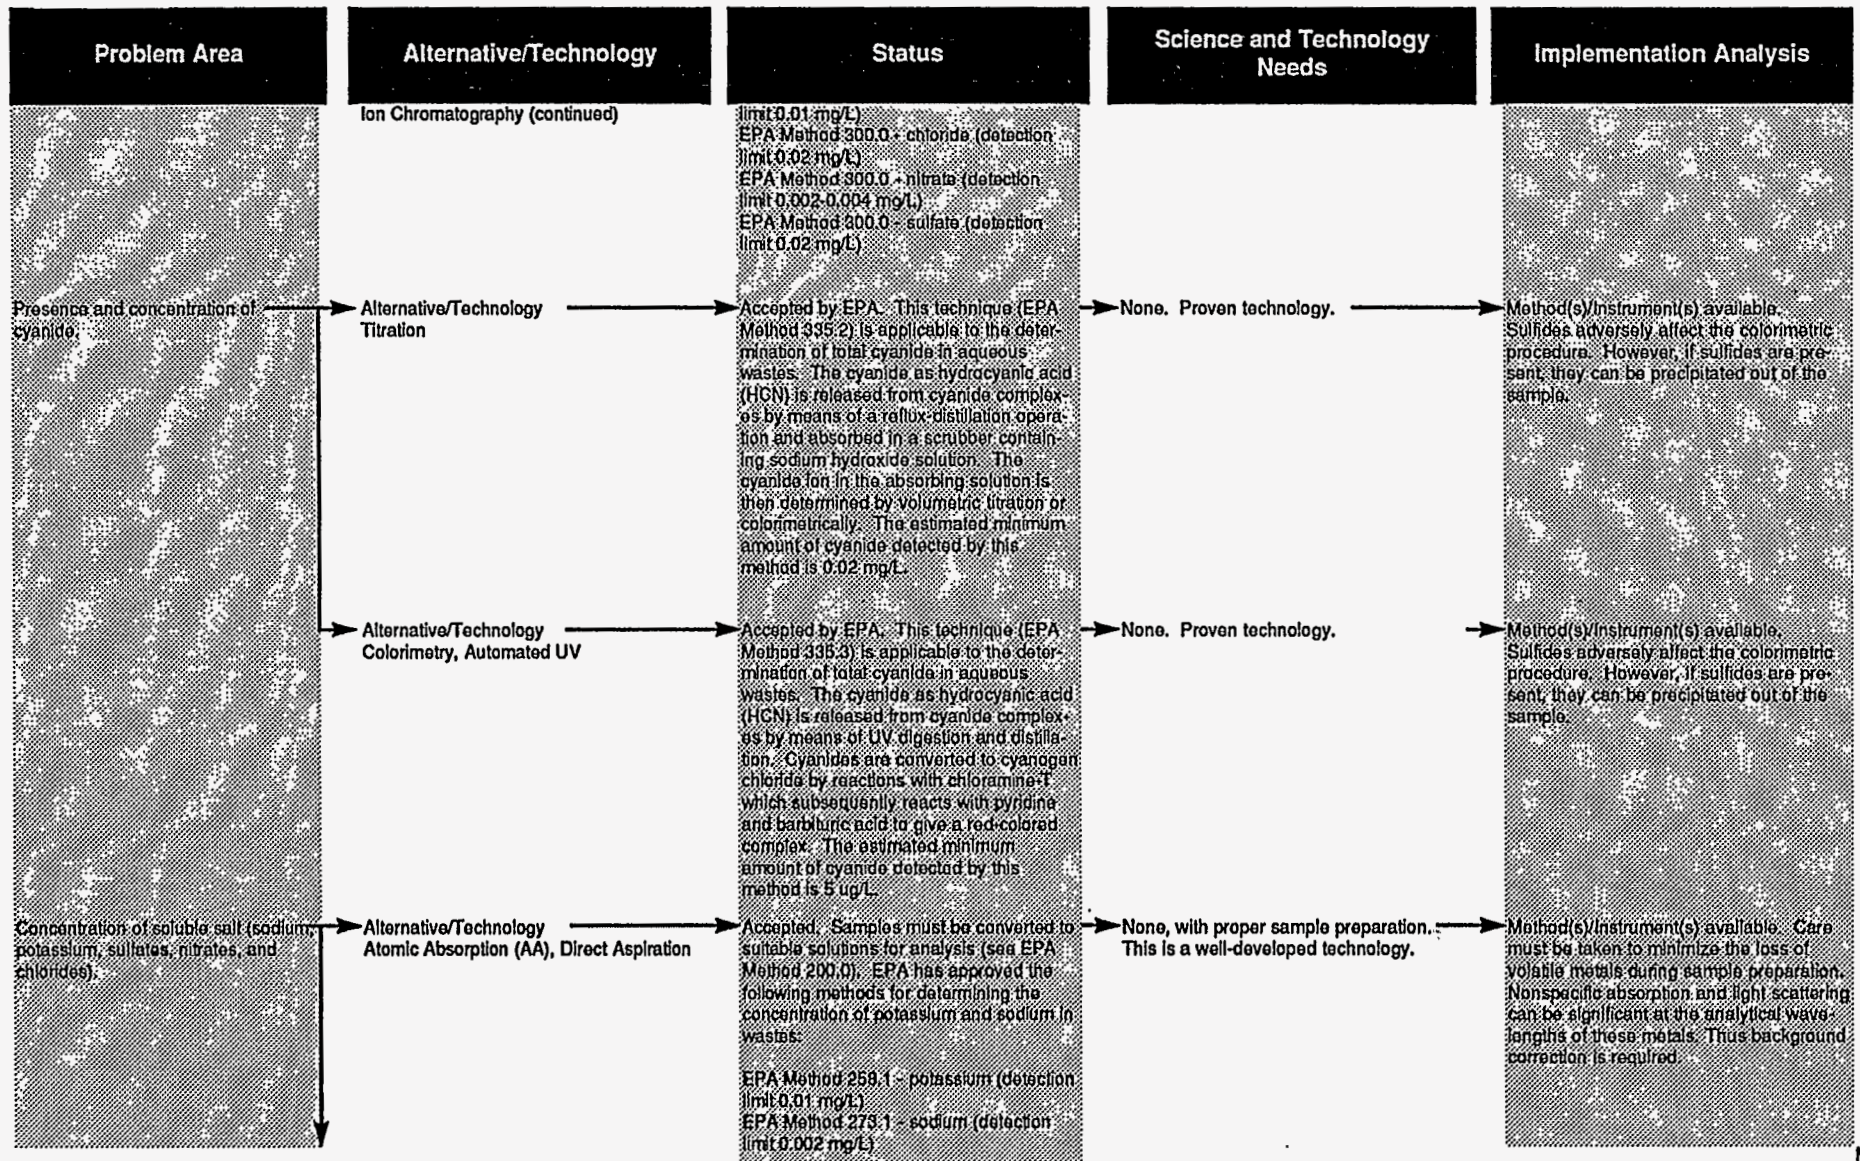 Problem Area
Alternative/Technology
Status
Science and Technology
Needs
Implementation Analysis
Ion Chromatography (continued)
limit 0.01 mg/L)
EPA Method 300.0 - chloride (detection
limit 0.02 mg/L)
EPA Method 300.0 - nitrate (detection
limit 0.002-0.004 mg/L)
EPA Method 300.0 - sulfate (detection
limit 0.02 mg/L)
Presence and concentration of
cyanide.
Alternative/Technology
Titration
Accepted by EPA. This technique (EPA
Method 335.2) is applicable to the deter-
mination of total cyanide in aqueous
wastes. The cyanide as hydrocyanic acid
(HCN) is released from cyanide complex-
es by means of a reflux-distillation opera-
tion and absorbed in a scrubber contain-
ing sodium hydroxide solution. The
cyanide ion in the absorbing solution is
then determined by volumetric titration or
colorimetrically. The estimated minimum
amount of cyanide detected by this
method is 0.02 mg/L.
None. Proven technology.
Method(s)/Instrument(s) available.
Sulfides adversely affect the colorimetric
procedure. However, if sulfides are pre-
sent, they can be precipitated out of the
sample.
Alternative/Technology
Colorimetry, Automated UV
Accepted by EPA. This technique (EPA
Method 335.3) is applicable to the deter-
mination of total cyanide in aqueous
wastes. The cyanide as hydrocyanic acid
(HCN) is released from cyanide complex-
es by means of UV digestion and distilla-
tion. Cyanides are converted to cyanogen
chloride by reactions with chloramine-T
which subsequently reacts with pyridine
and barbituric acid to give a red-colored
complex. The estimated minimum
amount of cyanide detected by this
method is 5 ug/L.
None. Proven technology.
Method(s)/Instrument(s) available.
Sulfides adversely affect the colorimetric
procedure. However, if sulfides are pre-
sent, they can be precipitated out of the
sample.
Concentration of soluble salt (sodium,
potassium, sulfates, nitrates, and
chlorides).
Alternative/Technology
Atomic Absorption (AA), Direct Aspiration
Accepted. Samples must be converted to
suitable solutions for analysis (see EPA
Method 200.0). EPA has approved the
following methods for determining the
concentration of potassium and sodium in
wastes:
EPA Method 258.1 - potassium (detection
limit 0.01 mg/L)
EPA Method 273.1 - sodium (detection
limit 0.002 mg/L)
None, with proper sample preparation.
This is a well-developed technology.
Method(s)/Instrument(s) available. Care
must be taken to minimize the loss of
volatile metals during sample preparation.
Nonspecific absorption and light scattering
can be significant at the analytical wave-
lengths of these metals. Thus background
correction is required.